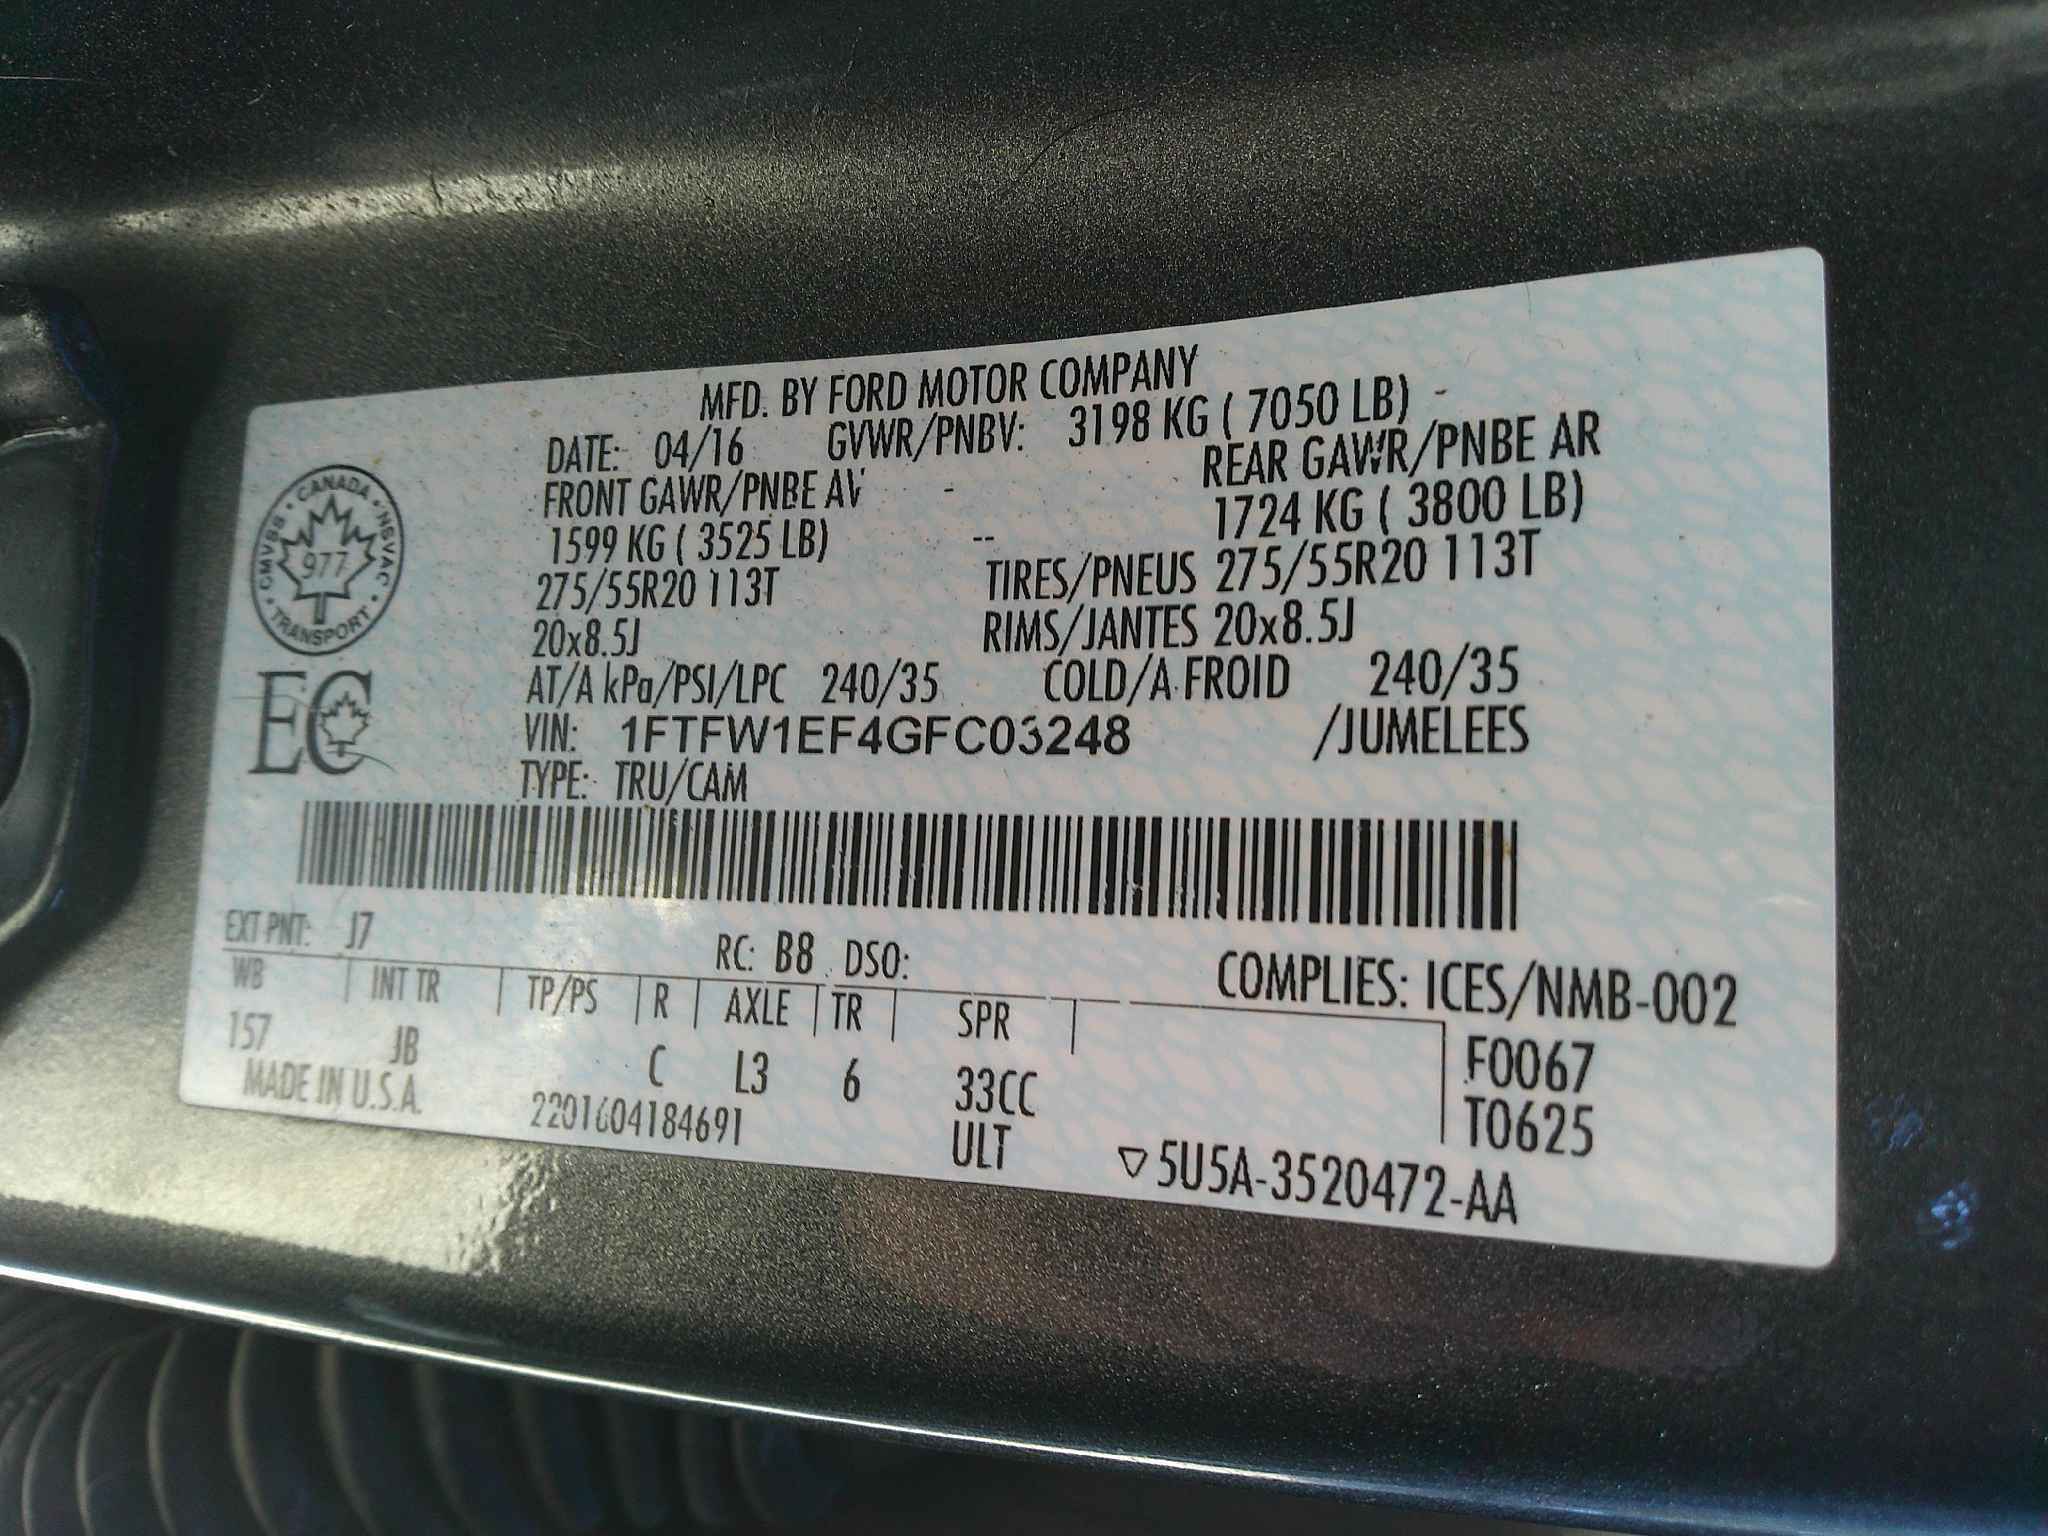 MFD. BY FORD MOTOR COMPANY
DATE: 04/16 GVWR/PNBV: 3198 KG ( 7050 LB)
FRONT GAWR/PNBE AV REAR GAWR/PNBE AR
1599 KG ( 3525 LB) 1724 KG ( 3800 LB)
275/55R20 113T TIRES/PNEUS 275/55R20 113T
20x8.5J RIMS/JANTES 20x8.5J
AT/A kPa/PSI/LPC 240/35 COLD/A FROID 240/35
VIN: 1FTFW1EF4GFC03248 /JUMELEES
TYPE: TRU/CAM
CANADA
CMVSS NSVAC
977
TRANSPORT
EC
EXT PNT: J7 RC: B8 DSO: COMPLIES: ICES/NMB-002
WB INT TR TP/PS R AXLE TR SPR
157 JB C L3 6 33CC F0067
MADE IN U.S.A. 2201604184691 ULT T0625
▽5U5A-3520472-AA